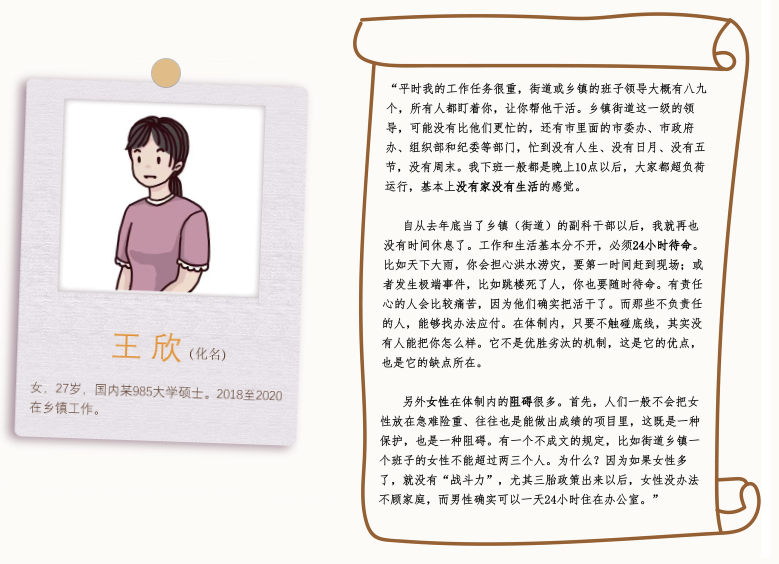 王 欣(化名)
女,27岁,国内某985大学硕士。2018至2020
在乡镇工作。
“平时我的工作任务很重,街道或乡镇的班子领导大概有八九
个,所有人都盯着你,让你帮他干活。乡镇街道这一级的领
导,可能没有比他们更忙的,还有市里面的市委办、市政府
办、组织部和纪委等部门,忙到没有人生、没有日月、没有五
节,没有周末。我下班一般都是晚上10点以后,大家都超负荷
运行,基本上没有家没有生活的感觉。
自从去年底当了乡镇(街道)的副科干部以后,我就再也
没有时间休息了。工作和生活基本分不开,必须24小时待命。
比如天下大雨,你会担心洪水涝灾,要第一时间赶到现场;或
者发生极端事件,比如跳楼死了人,你也要随时待命。有责任
心的人会比较痛苦,因为他们确实把活干了。而那些不负责任
的人,能够找办法应付。在体制内,只要不触碰底线,其实没
有人能把你怎么样。它不是优胜劣汰的机制,这是它的优点,
也是它的缺点所在。
另外女性在体制内的阻碍很多。首先,人们一般不会把女
性放在急难险重、往往也是能做出成绩的项目里,这既是一种
保护,也是一种阻碍。有一个不成文的规定,比如街道乡镇一
个班子的女性不能超过两三个人。为什么?因为如果女性多
了,就没有“战斗力”,尤其三胎政策出来以后,女性没办法
不顾家庭,而男性确实可以一天24小时住在办公室。”